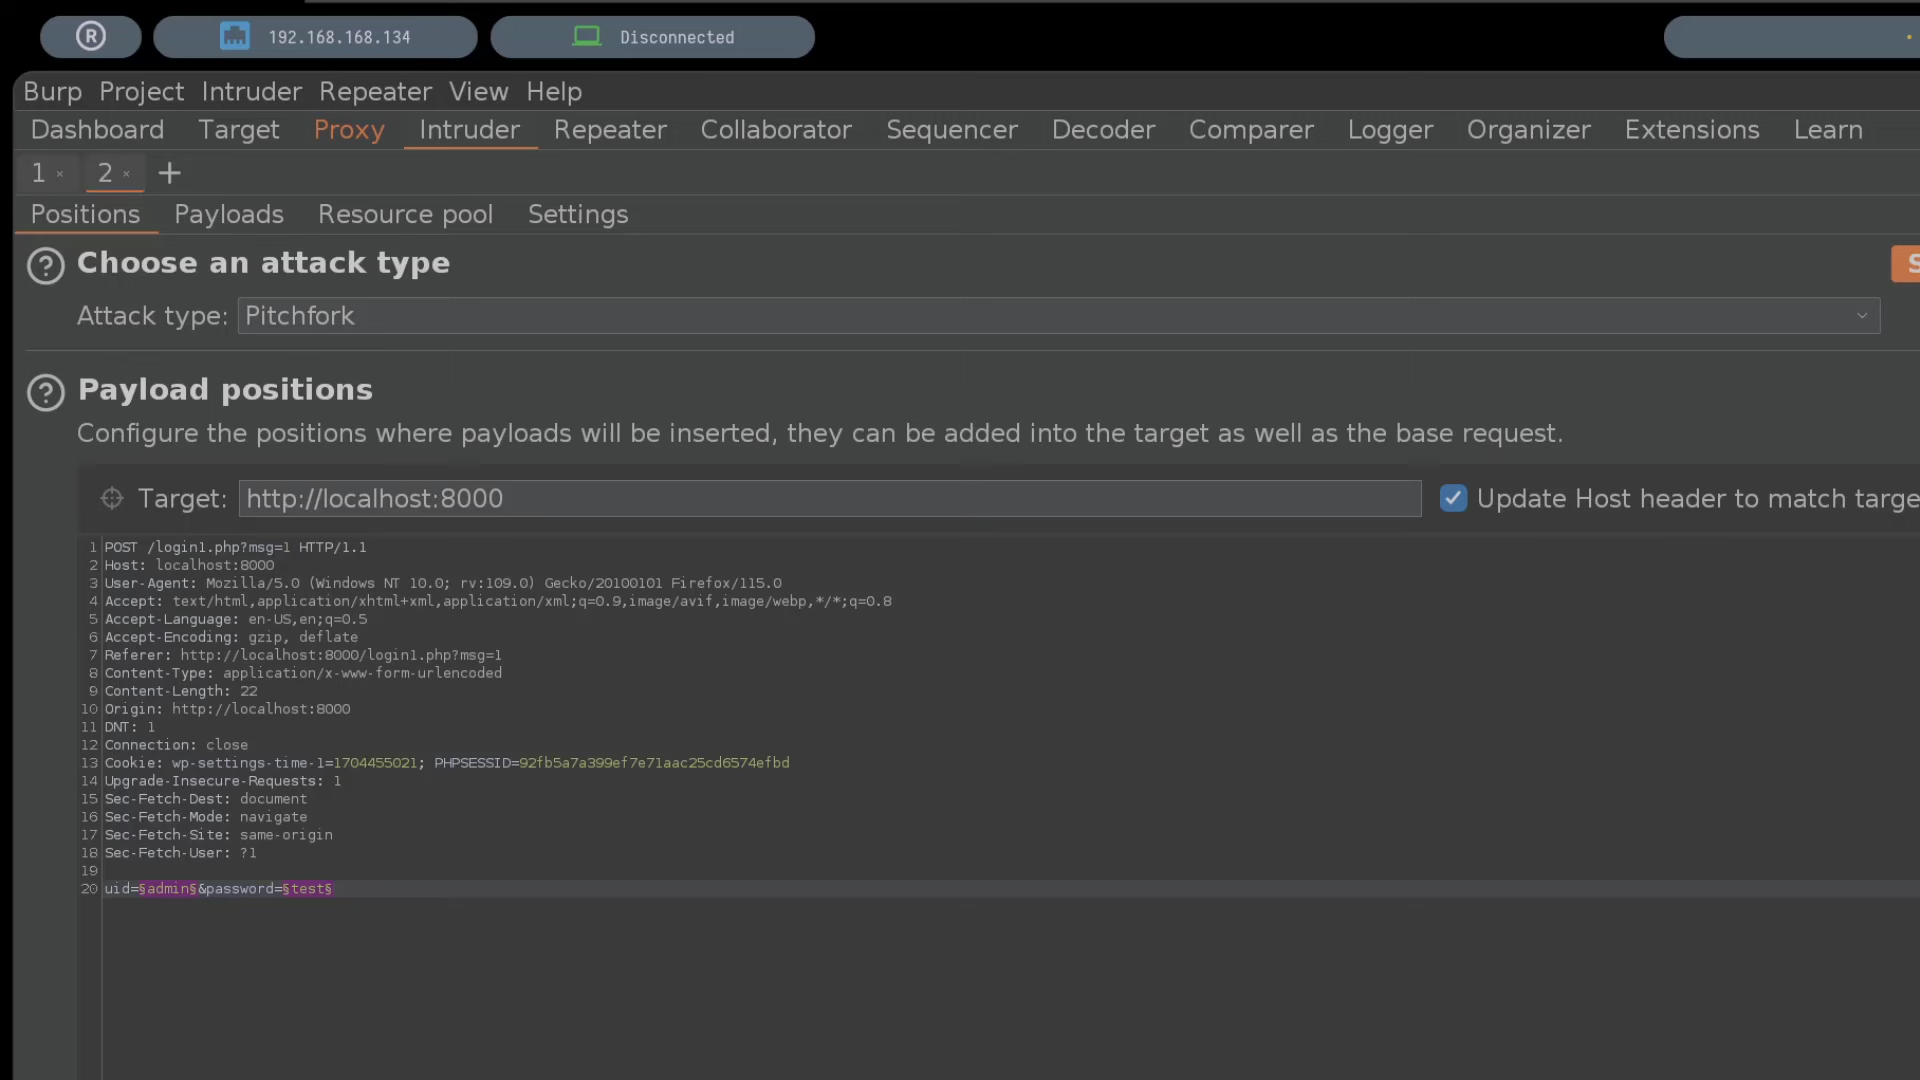 R 192.168.168.134 Disconnected
Burp Project Intruder Repeater View Help
Dashboard Target Proxy Intruder Repeater Collaborator Sequencer Decoder Comparer Logger Organizer Extensions Learn
1 × 2 × +
Positions Payloads Resource pool Settings
? Choose an attack type S
Attack type: Pitchfork
? Payload positions
Configure the positions where payloads will be inserted, they can be added into the target as well as the base request.
Target: http://localhost:8000 Update Host header to match targe
1 POST /login1.php?msg=1 HTTP/1.1
2 Host: localhost:8000
3 User-Agent: Mozilla/5.0 (Windows NT 10.0; rv:109.0) Gecko/20100101 Firefox/115.0
4 Accept: text/html,application/xhtml+xml,application/xml;q=0.9,image/avif,image/webp,*/*;q=0.8
5 Accept-Language: en-US,en;q=0.5
6 Accept-Encoding: gzip, deflate
7 Referer: http://localhost:8000/login1.php?msg=1
8 Content-Type: application/x-www-form-urlencoded
9 Content-Length: 22
10 Origin: http://localhost:8000
11 DNT: 1
12 Connection: close
13 Cookie: wp-settings-time-1=1704455021; PHPSESSID=92fb5a7a399ef7e71aac25cd6574efbd
14 Upgrade-Insecure-Requests: 1
15 Sec-Fetch-Dest: document
16 Sec-Fetch-Mode: navigate
17 Sec-Fetch-Site: same-origin
18 Sec-Fetch-User: ?1
19
20 uid=§admin§&password=§test§